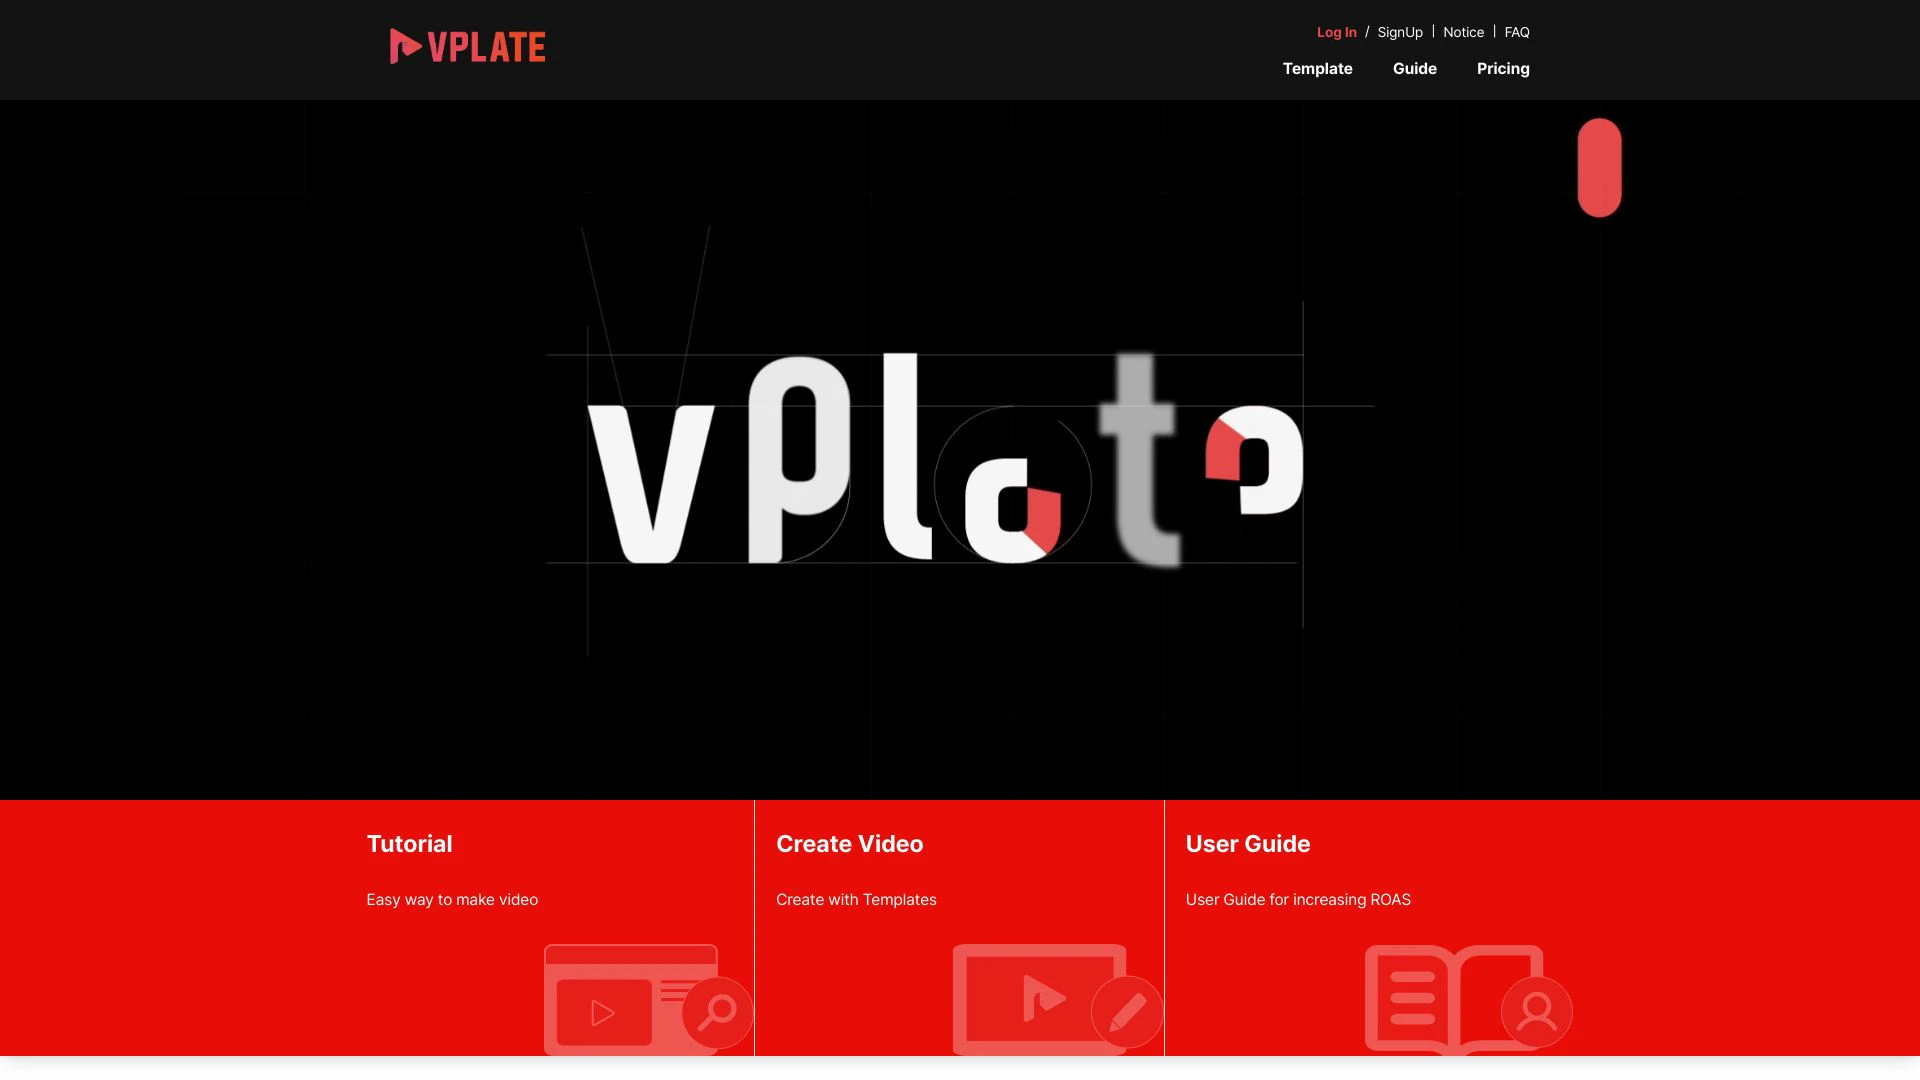 VPLATE
Log In / SignUp | Notice | FAQ
Template Guide Pricing
vplate
Tutorial
Create Video
User Guide
Easy way to make video
Create with Templates
User Guide for increasing ROAS